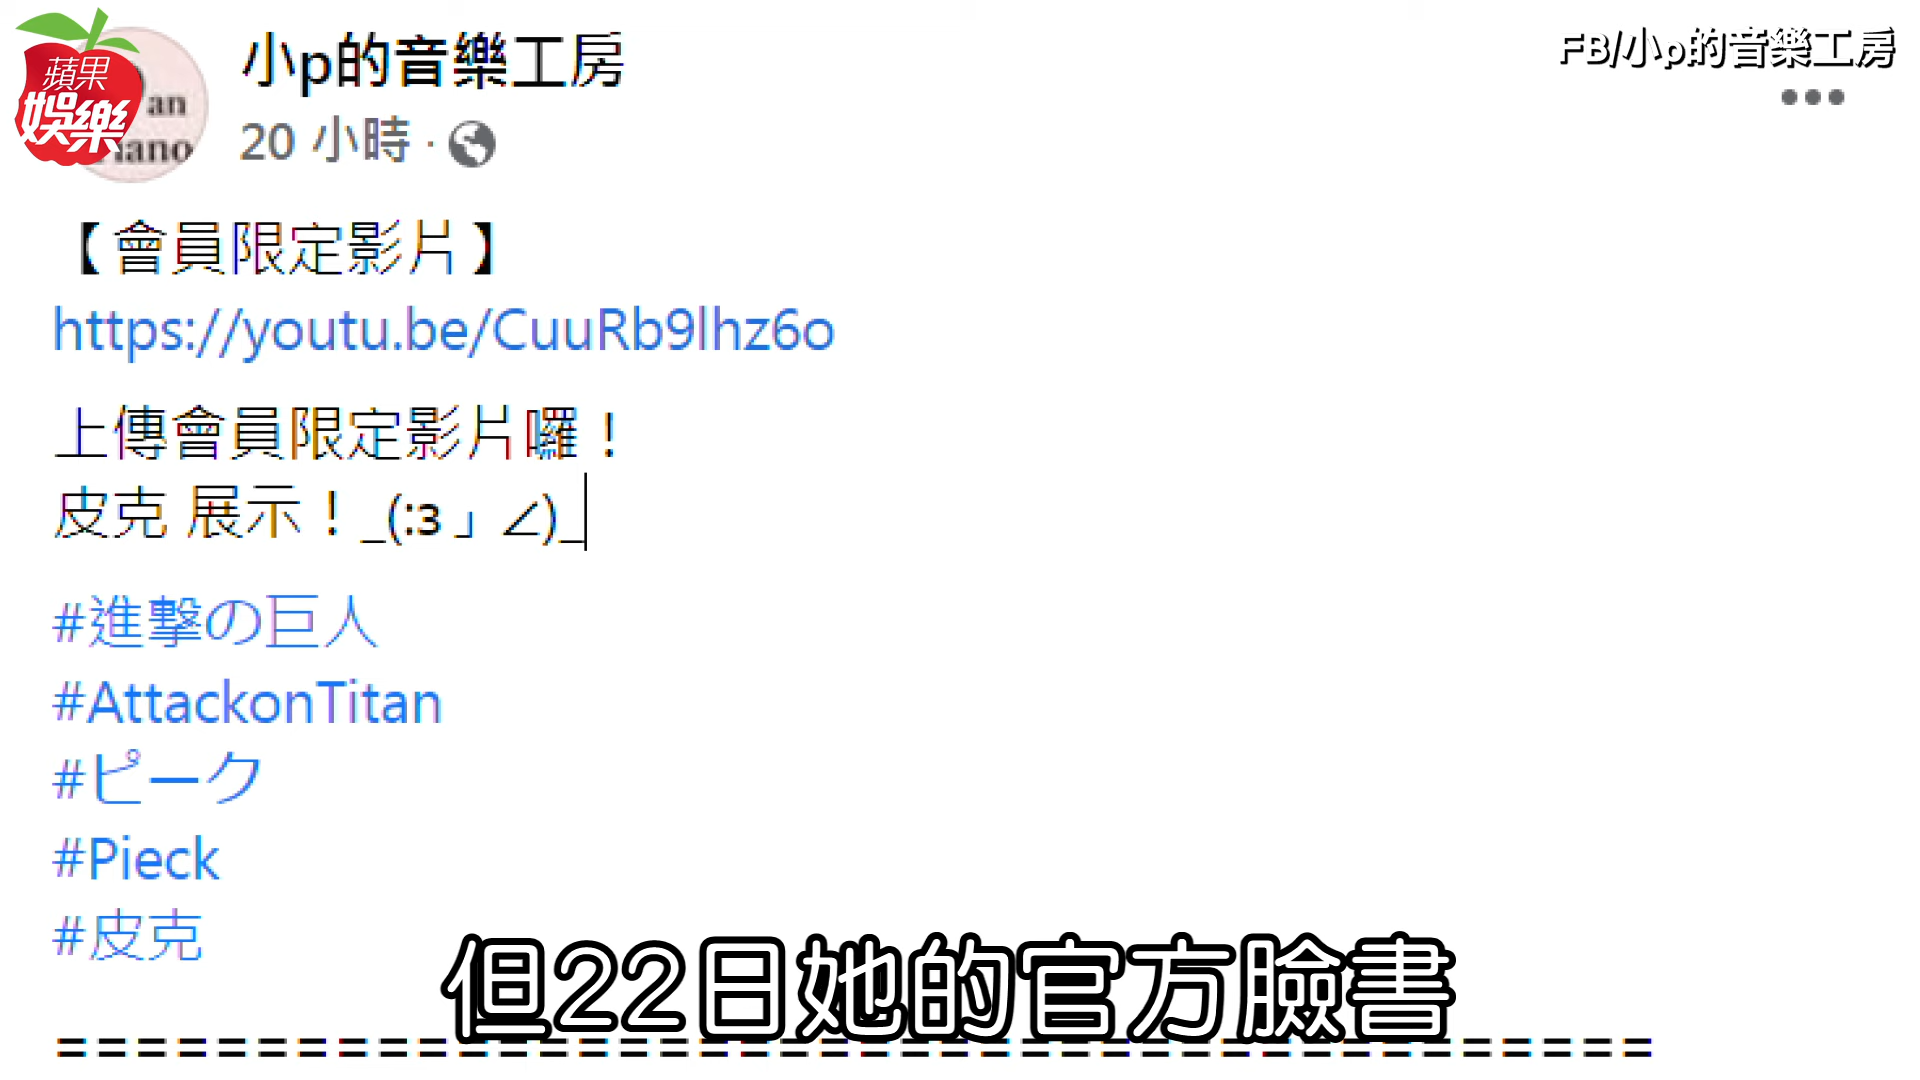 蘋果
娛樂
an
iano
小p的音樂工房
20 小時 ·
FB/小p的音樂工房
【會員限定影片】
https://youtu.be/CuuRb9lhz6o
上傳會員限定影片囉！
皮克 展示！_(:з」∠)_
#進撃の巨人
#AttackonTitan
#ピーク
#Pieck
#皮克
但22日她的官方臉書
========================================